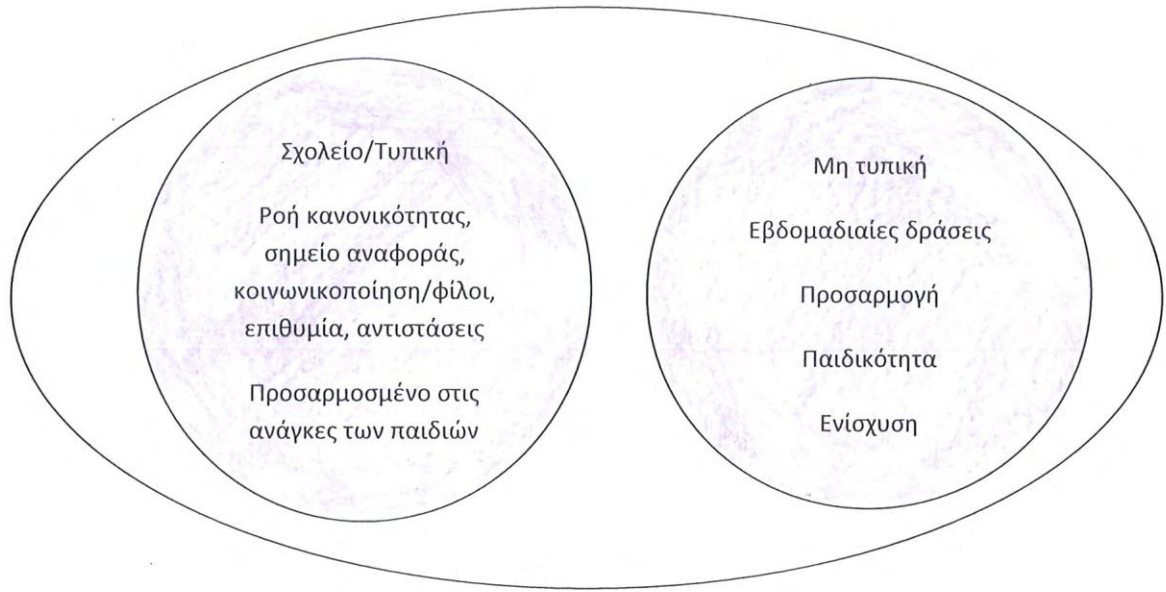 Σχολείο/Τυπική
Ροή κανονικότητας,
σημείο αναφοράς,
κοινωνικοποίηση/φίλοι,
επιθυμία, αντιστάσεις
Προσαρμοσμένο στις
ανάγκες των παιδιών
Μη τυπική
Εβδομαδιαίες δράσεις
Προσαρμογή
Παιδικότητα
Ενίσχυση